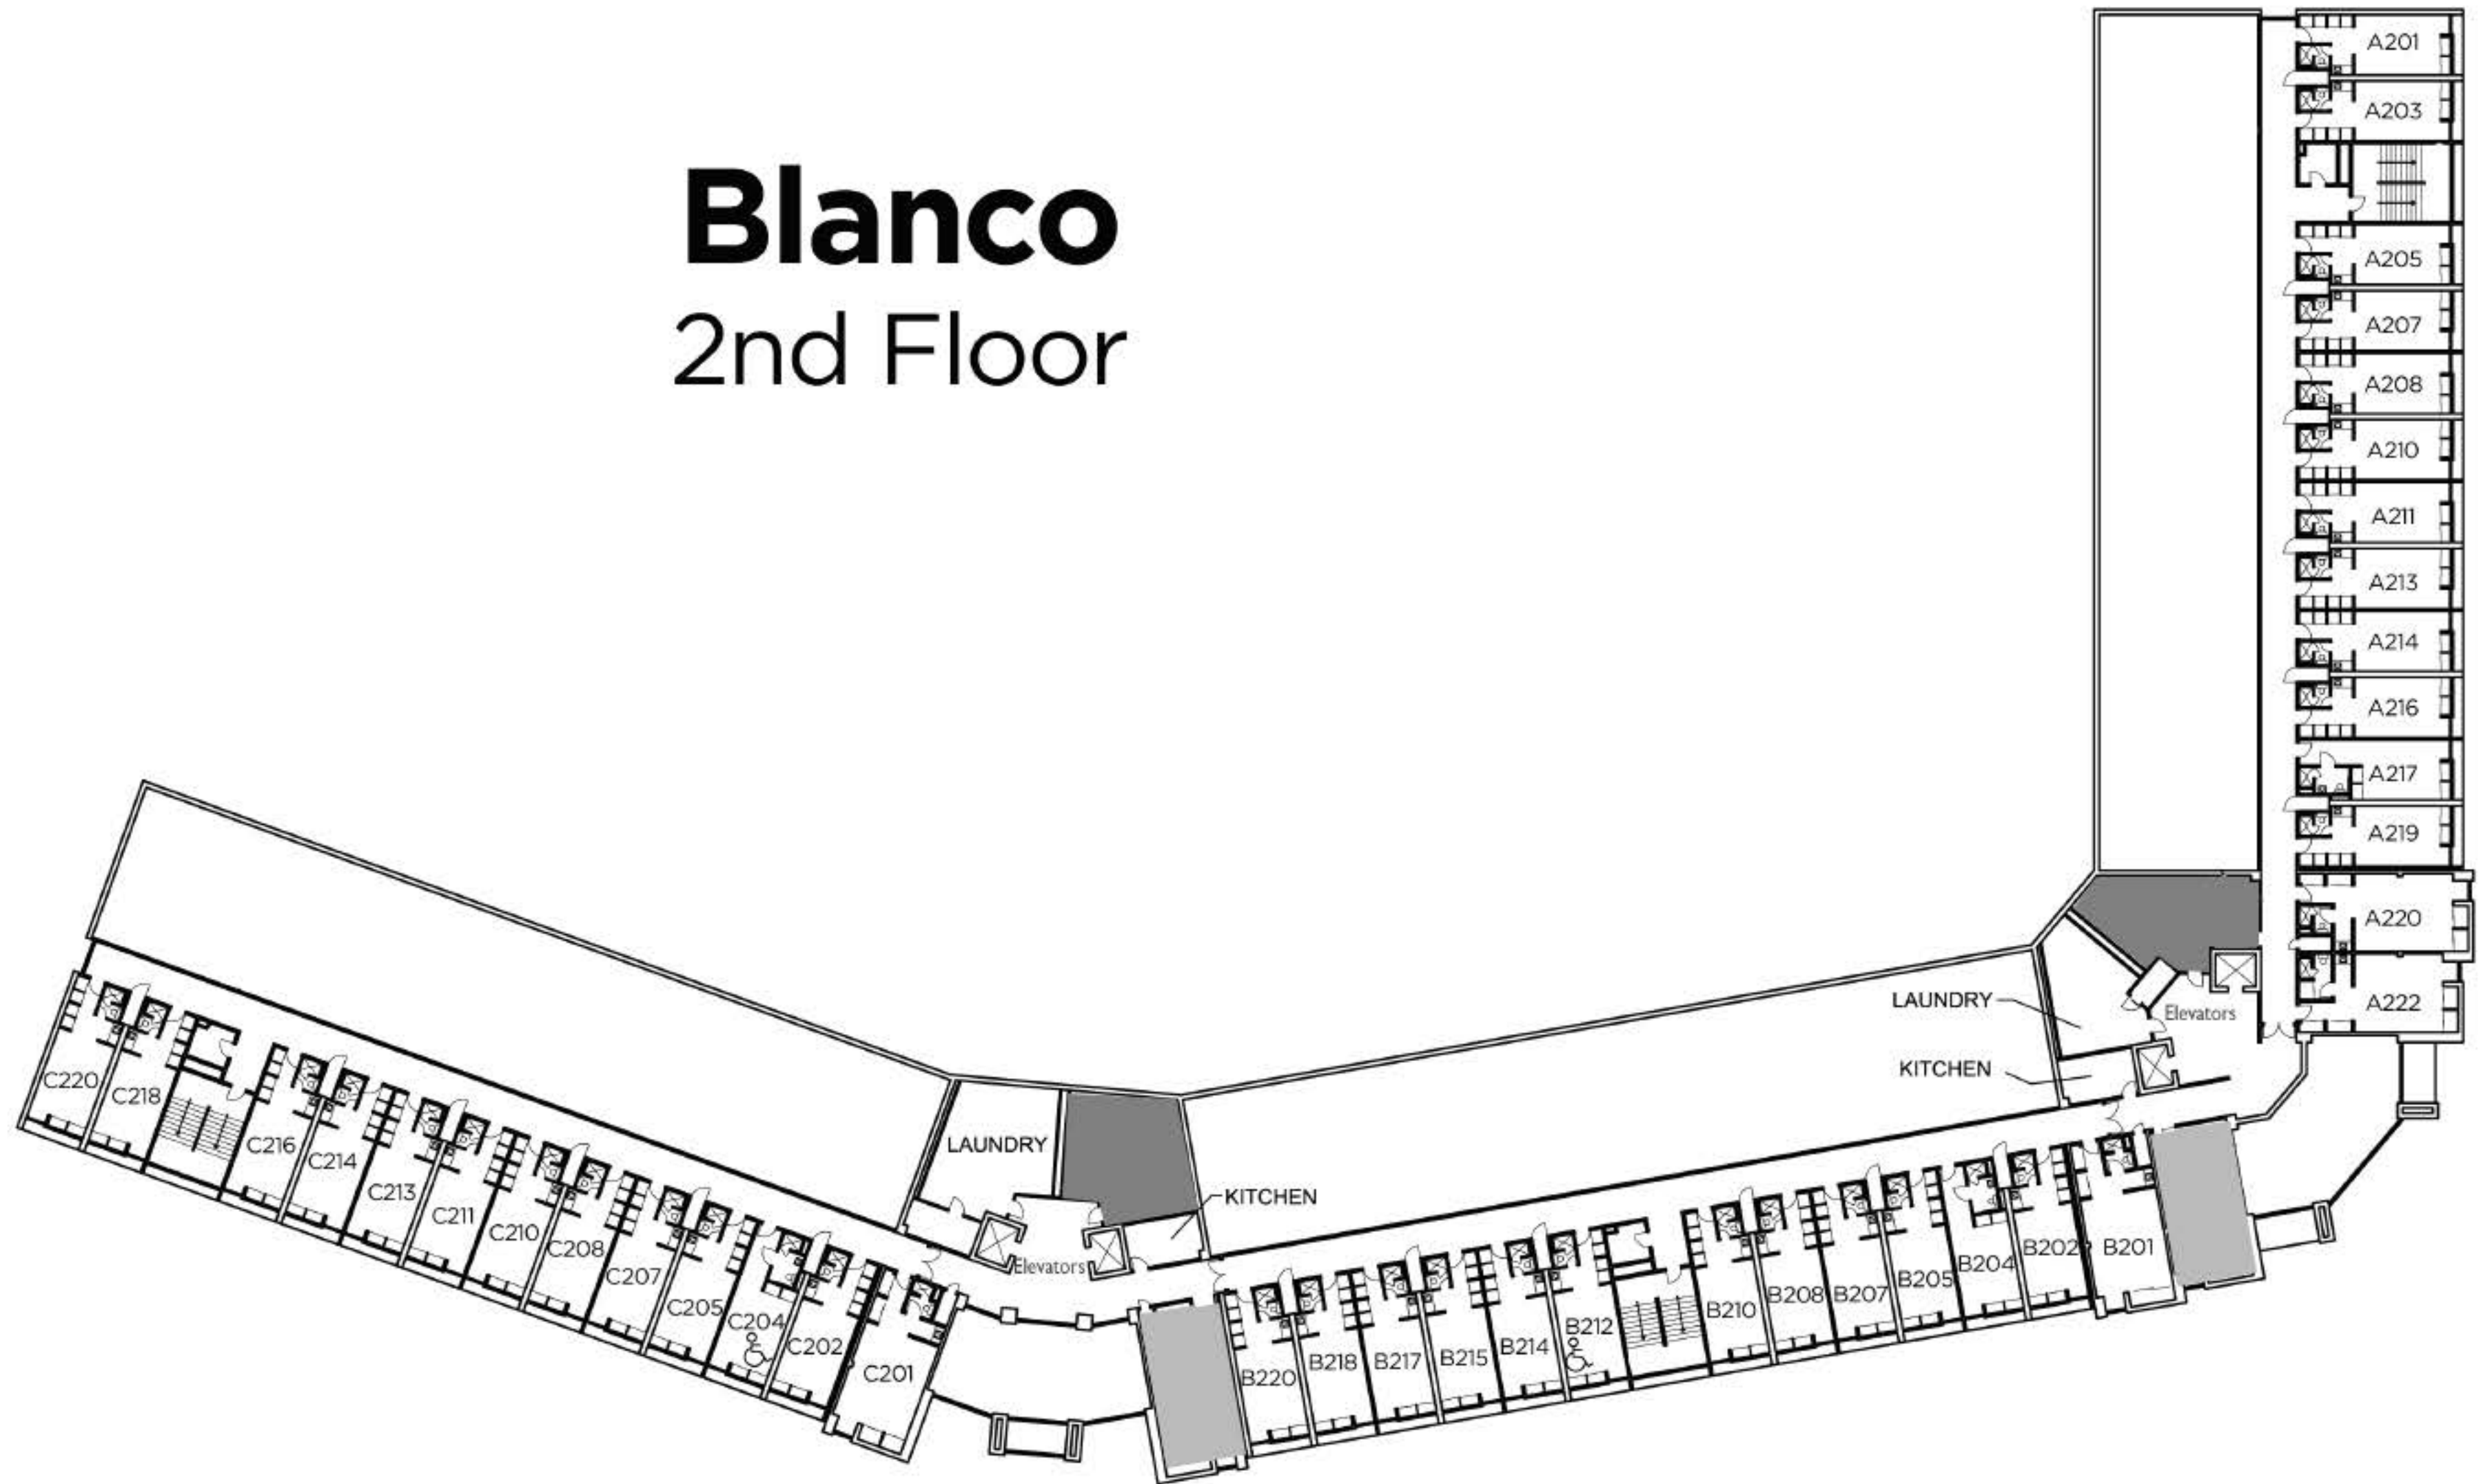 Blanco
2nd Floor
A201
A203
A205
A207
A208
A210
A211
A213
A214
A216
A217
A219
A220
A222
LAUNDRY
Elevators
KITCHEN
B201
B202
B204
B205
B207
B208
B210
B212
B214
B215
B217
B218
B220
LAUNDRY
KITCHEN
Elevators
C201
C202
C204
C205
C207
C208
C210
C211
C213
C214
C216
C218
C220